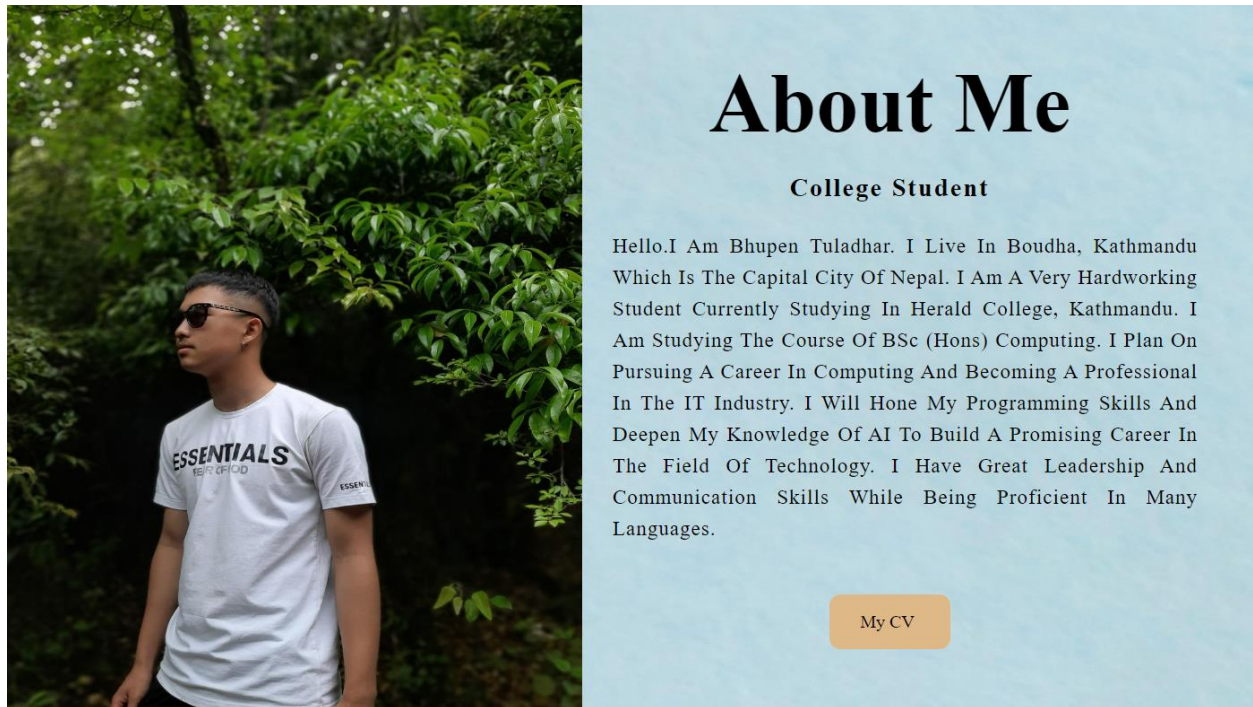 About Me
College Student
Hello.I Am Bhupen Tuladhar. I Live In Boudha, Kathmandu
Which Is The Capital City Of Nepal. I Am A Very Hardworking
Student Currently Studying In Herald College, Kathmandu. I
Am Studying The Course Of BSc (Hons) Computing. I Plan On
Pursuing A Career In Computing And Becoming A Professional
In The IT Industry. I Will Hone My Programming Skills And
Deepen My Knowledge Of AI To Build A Promising Career In
The Field Of Technology. I Have Great Leadership And
Communication Skills While Being Proficient In Many
Languages.
My CV
ESSENTIALS